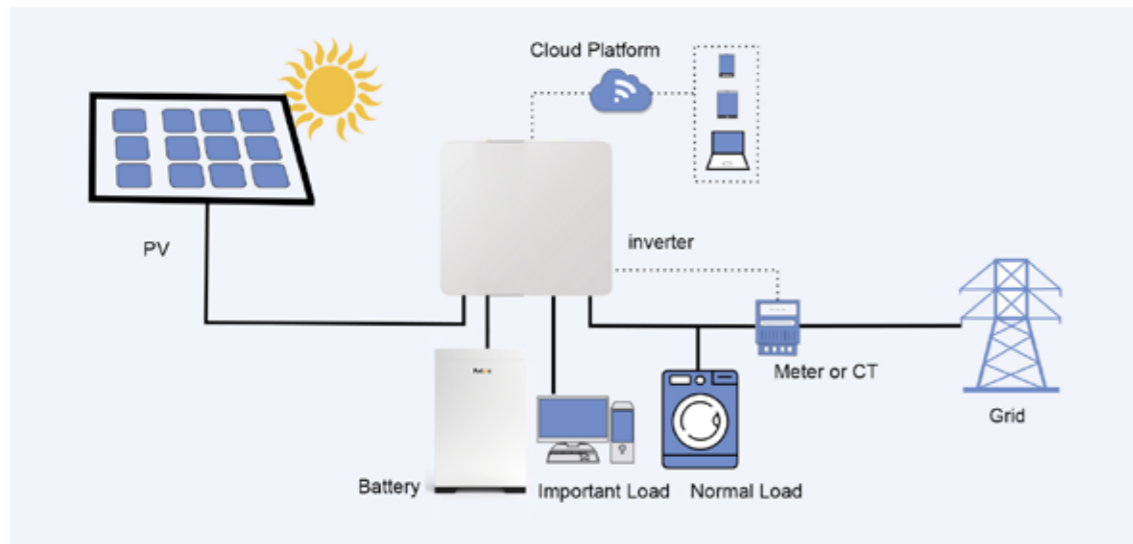 Cloud Platform
PV
inverter
Meter or CT
Grid
Battery
Important Load
Normal Load